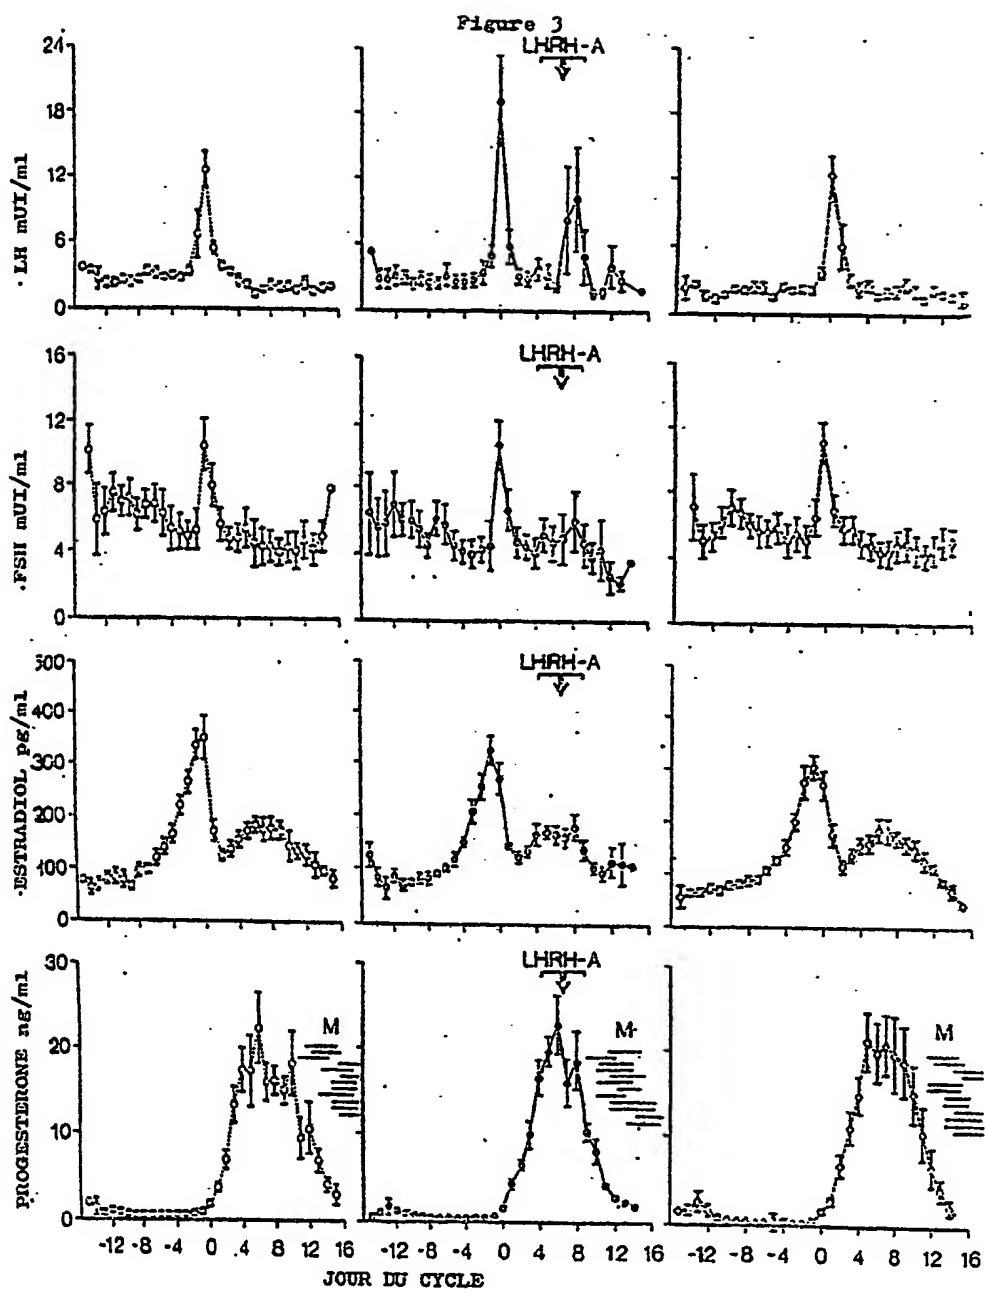 Figure 3
LHRH-A
24
18
12
6
0
·LH mUI/ml
LHRH-A
16
12
8
4
0
.FSH mUI/ml
LHRH-A
500
400
300
200
100
0
·ESTRADIOL pg/ml
LHRH-A
30
20
10
0
PROGESTERONE ng/ml
M M M
-12 -8 -4 0 4 8 12 16 -12 -8 -4 0 4 8 12 16 -12 -8 -4 0 4 8 12 16
JOUR DU CYCLE